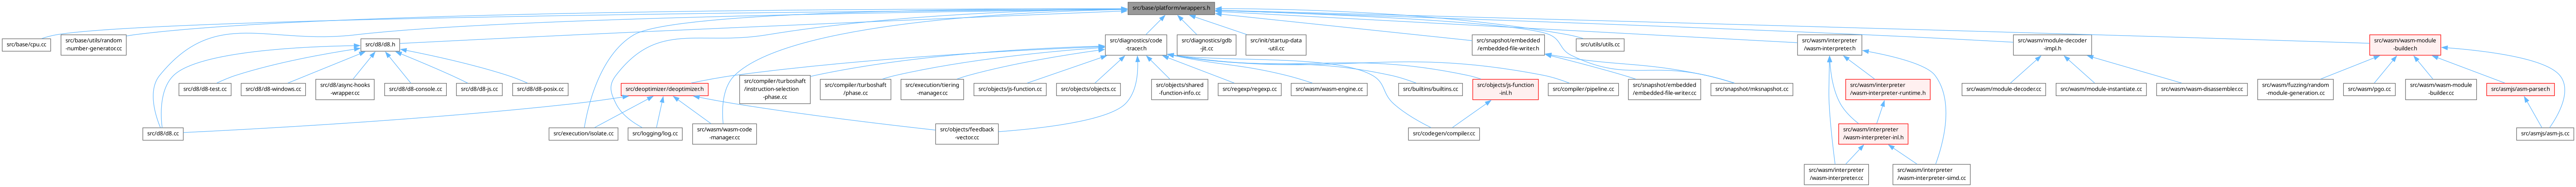 src/base/platform/wrappers.h
src/base/cpu.cc
src/base/utils/random
-number-generator.cc
src/d8/d8.h
src/diagnostics/code
-tracer.h
src/diagnostics/gdb
-jit.cc
src/init/startup-data
-util.cc
src/snapshot/embedded
/embedded-file-writer.h
src/utils/utils.cc
src/wasm/interpreter
/wasm-interpreter.h
src/wasm/module-decoder
-impl.h
src/wasm/wasm-module
-builder.h
src/d8/d8-test.cc
src/d8/d8-windows.cc
src/d8/async-hooks
-wrapper.cc
src/d8/d8-console.cc
src/d8/d8-js.cc
src/d8/d8-posix.cc
src/deoptimizer/deoptimizer.h
src/compiler/turboshaft
/instruction-selection
-phase.cc
src/compiler/turboshaft
/phase.cc
src/execution/tiering
-manager.cc
src/objects/js-function.cc
src/objects/objects.cc
src/objects/shared
-function-info.cc
src/regexp/regexp.cc
src/wasm/wasm-engine.cc
src/builtins/builtins.cc
src/objects/js-function
-inl.h
src/compiler/pipeline.cc
src/snapshot/embedded
/embedded-file-writer.cc
src/snapshot/mksnapshot.cc
src/wasm/interpreter
/wasm-interpreter-runtime.h
src/wasm/module-decoder.cc
src/wasm/module-instantiate.cc
src/wasm/wasm-disassembler.cc
src/wasm/fuzzing/random
-module-generation.cc
src/wasm/pgo.cc
src/wasm/wasm-module
-builder.cc
src/asmjs/asm-parser.h
src/d8/d8.cc
src/execution/isolate.cc
src/logging/log.cc
src/wasm/wasm-code
-manager.cc
src/objects/feedback
-vector.cc
src/codegen/compiler.cc
src/wasm/interpreter
/wasm-interpreter-inl.h
src/asmjs/asm-js.cc
src/wasm/interpreter
/wasm-interpreter.cc
src/wasm/interpreter
/wasm-interpreter-simd.cc